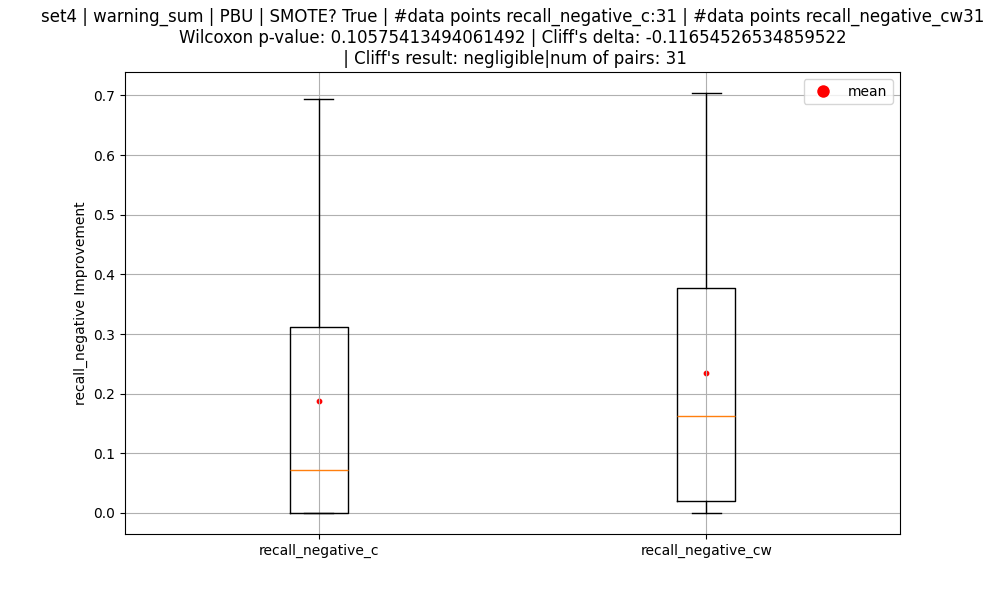 set4 | warning_sum | PBU | SMOTE? True | #data points recall_negative_c:31 | #data points recall_negative_cw31
Wilcoxon p-value: 0.10575413494061492 | Cliff's delta: -0.11654526534859522
| Cliff's result: negligible|num of pairs: 31
mean
0.7
0.6
0.5
0.4
0.3
0.2
0.1
0.0
recall_negative Improvement
recall_negative_c
recall_negative_cw